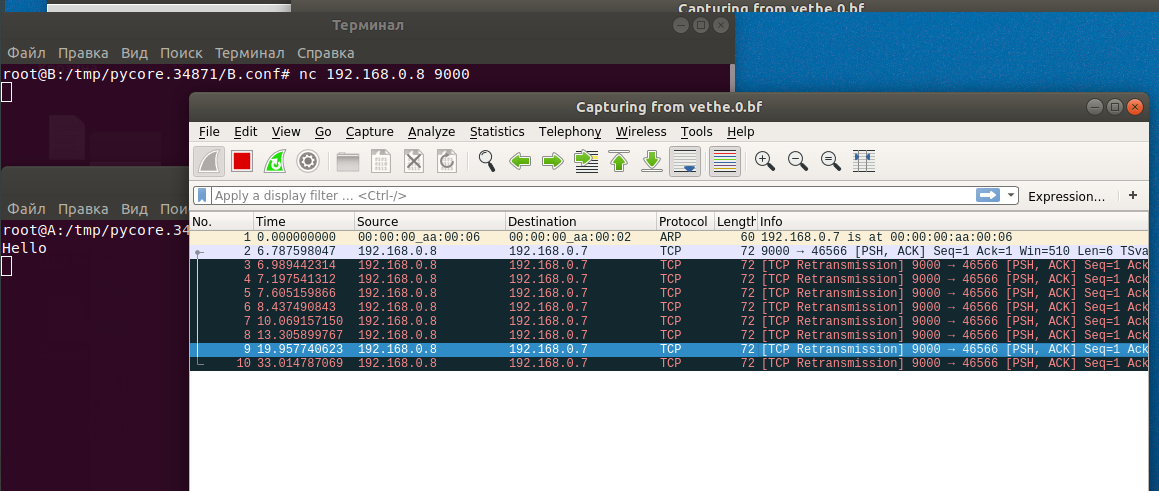 Capturing from vethe.0.bf
Терминал
Файл Правка Вид Поиск Терминал Справка
root@B:/tmp/pycore.34871/B.conf# nc 192.168.0.8 9000
Capturing from vethe.0.bf
File Edit View Go Capture Analyze Statistics Telephony Wireless Tools Help
Apply a display filter ... <Ctrl-/>
Expression...
+
Файл Правка Вид Пои
root@A:/tmp/pycore.34
Hello
No. Time Source Destination Protocol Length Info
1 0.000000000 00:00:00_aa:00:06 00:00:00_aa:00:02 ARP 60 192.168.0.7 is at 00:00:00:aa:00:06
2 6.787598047 192.168.0.8 192.168.0.7 TCP 72 9000 → 46566 [PSH, ACK] Seq=1 Ack=1 Win=510 Len=6 TSva
3 6.989442314 192.168.0.8 192.168.0.7 TCP 72 [TCP Retransmission] 9000 → 46566 [PSH, ACK] Seq=1 Ack
4 7.197541312 192.168.0.8 192.168.0.7 TCP 72 [TCP Retransmission] 9000 → 46566 [PSH, ACK] Seq=1 Ack
5 7.605159866 192.168.0.8 192.168.0.7 TCP 72 [TCP Retransmission] 9000 → 46566 [PSH, ACK] Seq=1 Ack
6 8.437490843 192.168.0.8 192.168.0.7 TCP 72 [TCP Retransmission] 9000 → 46566 [PSH, ACK] Seq=1 Ack
7 10.069157150 192.168.0.8 192.168.0.7 TCP 72 [TCP Retransmission] 9000 → 46566 [PSH, ACK] Seq=1 Ack
8 13.305899767 192.168.0.8 192.168.0.7 TCP 72 [TCP Retransmission] 9000 → 46566 [PSH, ACK] Seq=1 Ack
9 19.957740623 192.168.0.8 192.168.0.7 TCP 72 [TCP Retransmission] 9000 → 46566 [PSH, ACK] Seq=1 Ack
10 33.014787069 192.168.0.8 192.168.0.7 TCP 72 [TCP Retransmission] 9000 → 46566 [PSH, ACK] Seq=1 Ack